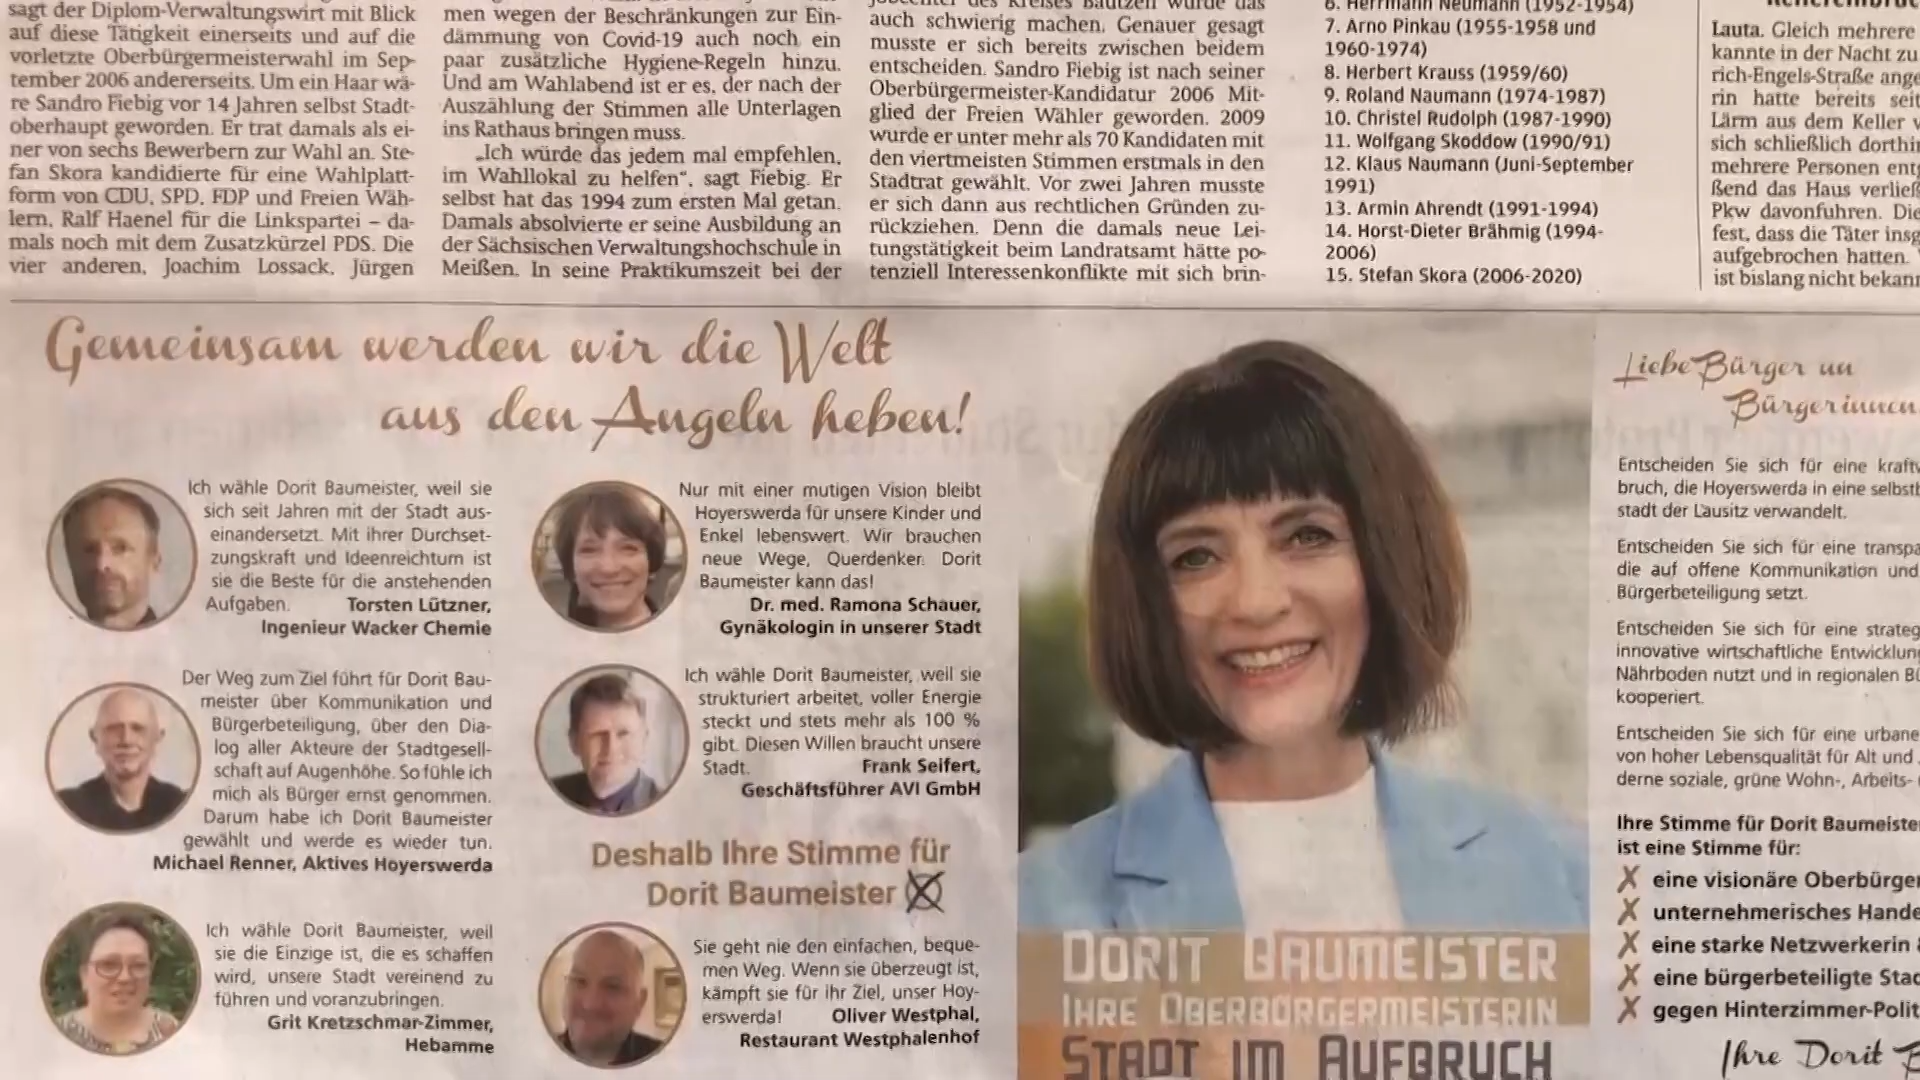 sagt der Diplom-Verwaltungswirt mit Blick
auf diese Tätigkeit einerseits und auf die
vorletzte Oberbürgermeisterwahl im Sep-
tember 2006 andererseits. Um ein Haar wä-
re Sandro Fiebig vor 14 Jahren selbst Stadt-
oberhaupt geworden. Er trat damals als ei-
ner von sechs Bewerbern zur Wahl an. Ste-
fan Skora kandidierte für eine Wahlplatt-
form von CDU, SPD, FDP und Freien Wäh-
lern, Ralf Haenel für die Linkspartei – da-
mals noch mit dem Zusatzkürzel PDS. Die
vier anderen, Joachim Lossack, Jürgen
men wegen der Beschränkungen zur Ein-
dämmung von Covid-19 auch noch ein
paar zusätzliche Hygiene-Regeln hinzu.
Und am Wahlabend ist er es, der nach der
Auszählung der Stimmen alle Unterlagen
ins Rathaus bringen muss.
„Ich würde das jedem mal empfehlen,
im Wahllokal zu helfen“, sagt Fiebig. Er
selbst hat das 1994 zum ersten Mal getan.
Damals absolvierte er seine Ausbildung an
der Sächsischen Verwaltungshochschule in
Meißen. In seine Praktikumszeit bei der
Jobcenter des Kreises Bautzen würde das
auch schwierig machen. Genauer gesagt
musste er sich bereits zwischen beidem
entscheiden. Sandro Fiebig ist nach seiner
Oberbürgermeister-Kandidatur 2006 Mit-
glied der Freien Wähler geworden. 2009
wurde er unter mehr als 70 Kandidaten mit
den viertmeisten Stimmen erstmals in den
Stadtrat gewählt. Vor zwei Jahren musste
er sich dann aus rechtlichen Gründen zu-
rückziehen. Denn die damals neue Lei-
tungstätigkeit beim Landratsamt hätte po-
tenziell Interessenkonflikte mit sich brin-
6. Herrmann Neumann (1952-1954)
7. Arno Pinkau (1955-1958 und
1960-1974)
8. Herbert Krauss (1959/60)
9. Roland Naumann (1974-1987)
10. Christel Rudolph (1987-1990)
11. Wolfgang Skoddow (1990/91)
12. Klaus Naumann (Juni-September
1991)
13. Armin Ahrendt (1991-1994)
14. Horst-Dieter Brähmig (1994-
2006)
15. Stefan Skora (2006-2020)
Lauta. Gleich mehrere
kannte in der Nacht zu
rich-Engels-Straße ange
rin hatte bereits seit
Lärm aus dem Keller
sich schließlich dorthin
mehrere Personen entg
ßend das Haus verließ
Pkw davonfuhren. Die
fest, dass die Täter insg
aufgebrochen hatten.
ist bislang nicht bekann
Gemeinsam werden wir die Welt
aus den Angeln heben!
Ich wähle Dorit Baumeister, weil sie
sich seit Jahren mit der Stadt aus-
einandersetzt. Mit ihrer Durchset-
zungskraft und Ideenreichtum ist
sie die Beste für die anstehenden
Aufgaben. Torsten Lützner,
Ingenieur Wacker Chemie
Der Weg zum Ziel führt für Dorit Bau-
meister über Kommunikation und
Bürgerbeteiligung, über den Dia-
log aller Akteure der Stadtgesell-
schaft auf Augenhöhe. So fühle ich
mich als Bürger ernst genommen.
Darum habe ich Dorit Baumeister
gewählt und werde es wieder tun.
Michael Renner, Aktives Hoyerswerda
Ich wähle Dorit Baumeister, weil
sie die Einzige ist, die es schaffen
wird, unsere Stadt vereinend zu
führen und voranzubringen.
Grit Kretzschmar-Zimmer,
Hebamme
Nur mit einer mutigen Vision bleibt
Hoyerswerda für unsere Kinder und
Enkel lebenswert. Wir brauchen
neue Wege, Querdenker. Dorit
Baumeister kann das!
Dr. med. Ramona Schauer,
Gynäkologin in unserer Stadt
Ich wähle Dorit Baumeister, weil sie
strukturiert arbeitet, voller Energie
steckt und stets mehr als 100 %
gibt. Diesen Willen braucht unsere
Stadt. Frank Seifert,
Geschäftsführer AVI GmbH
Deshalb Ihre Stimme für
Dorit Baumeister
Sie geht nie den einfachen, beque-
men Weg. Wenn sie überzeugt ist,
kämpft sie für ihr Ziel, unser Hoy-
erswerda! Oliver Westphal,
Restaurant Westphalenhof
DORIT BAUMEISTER
IHRE OBERBÜRGERMEISTERIN
STADT IM AUFBRUCH
Liebe Bürger un
Bürgerinnen
Entscheiden Sie sich für eine kraftv
bruch, die Hoyerswerda in eine selbstb
stadt der Lausitz verwandelt.
Entscheiden Sie sich für eine transpa
die auf offene Kommunikation und
Bürgerbeteiligung setzt.
Entscheiden Sie sich für eine strateg
innovative wirtschaftliche Entwicklun
Nährboden nutzt und in regionalen Bü
kooperiert.
Entscheiden Sie sich für eine urbane
von hoher Lebensqualität für Alt und
derne soziale, grüne Wohn-, Arbeits-
Ihre Stimme für Dorit Baumeiste
ist eine Stimme für:
X eine visionäre Oberbürger
X unternehmerisches Hande
X eine starke Netzwerkerin &
X eine bürgerbeteiligte Stad
X gegen Hinterzimmer-Polit
Ihre Dorit B